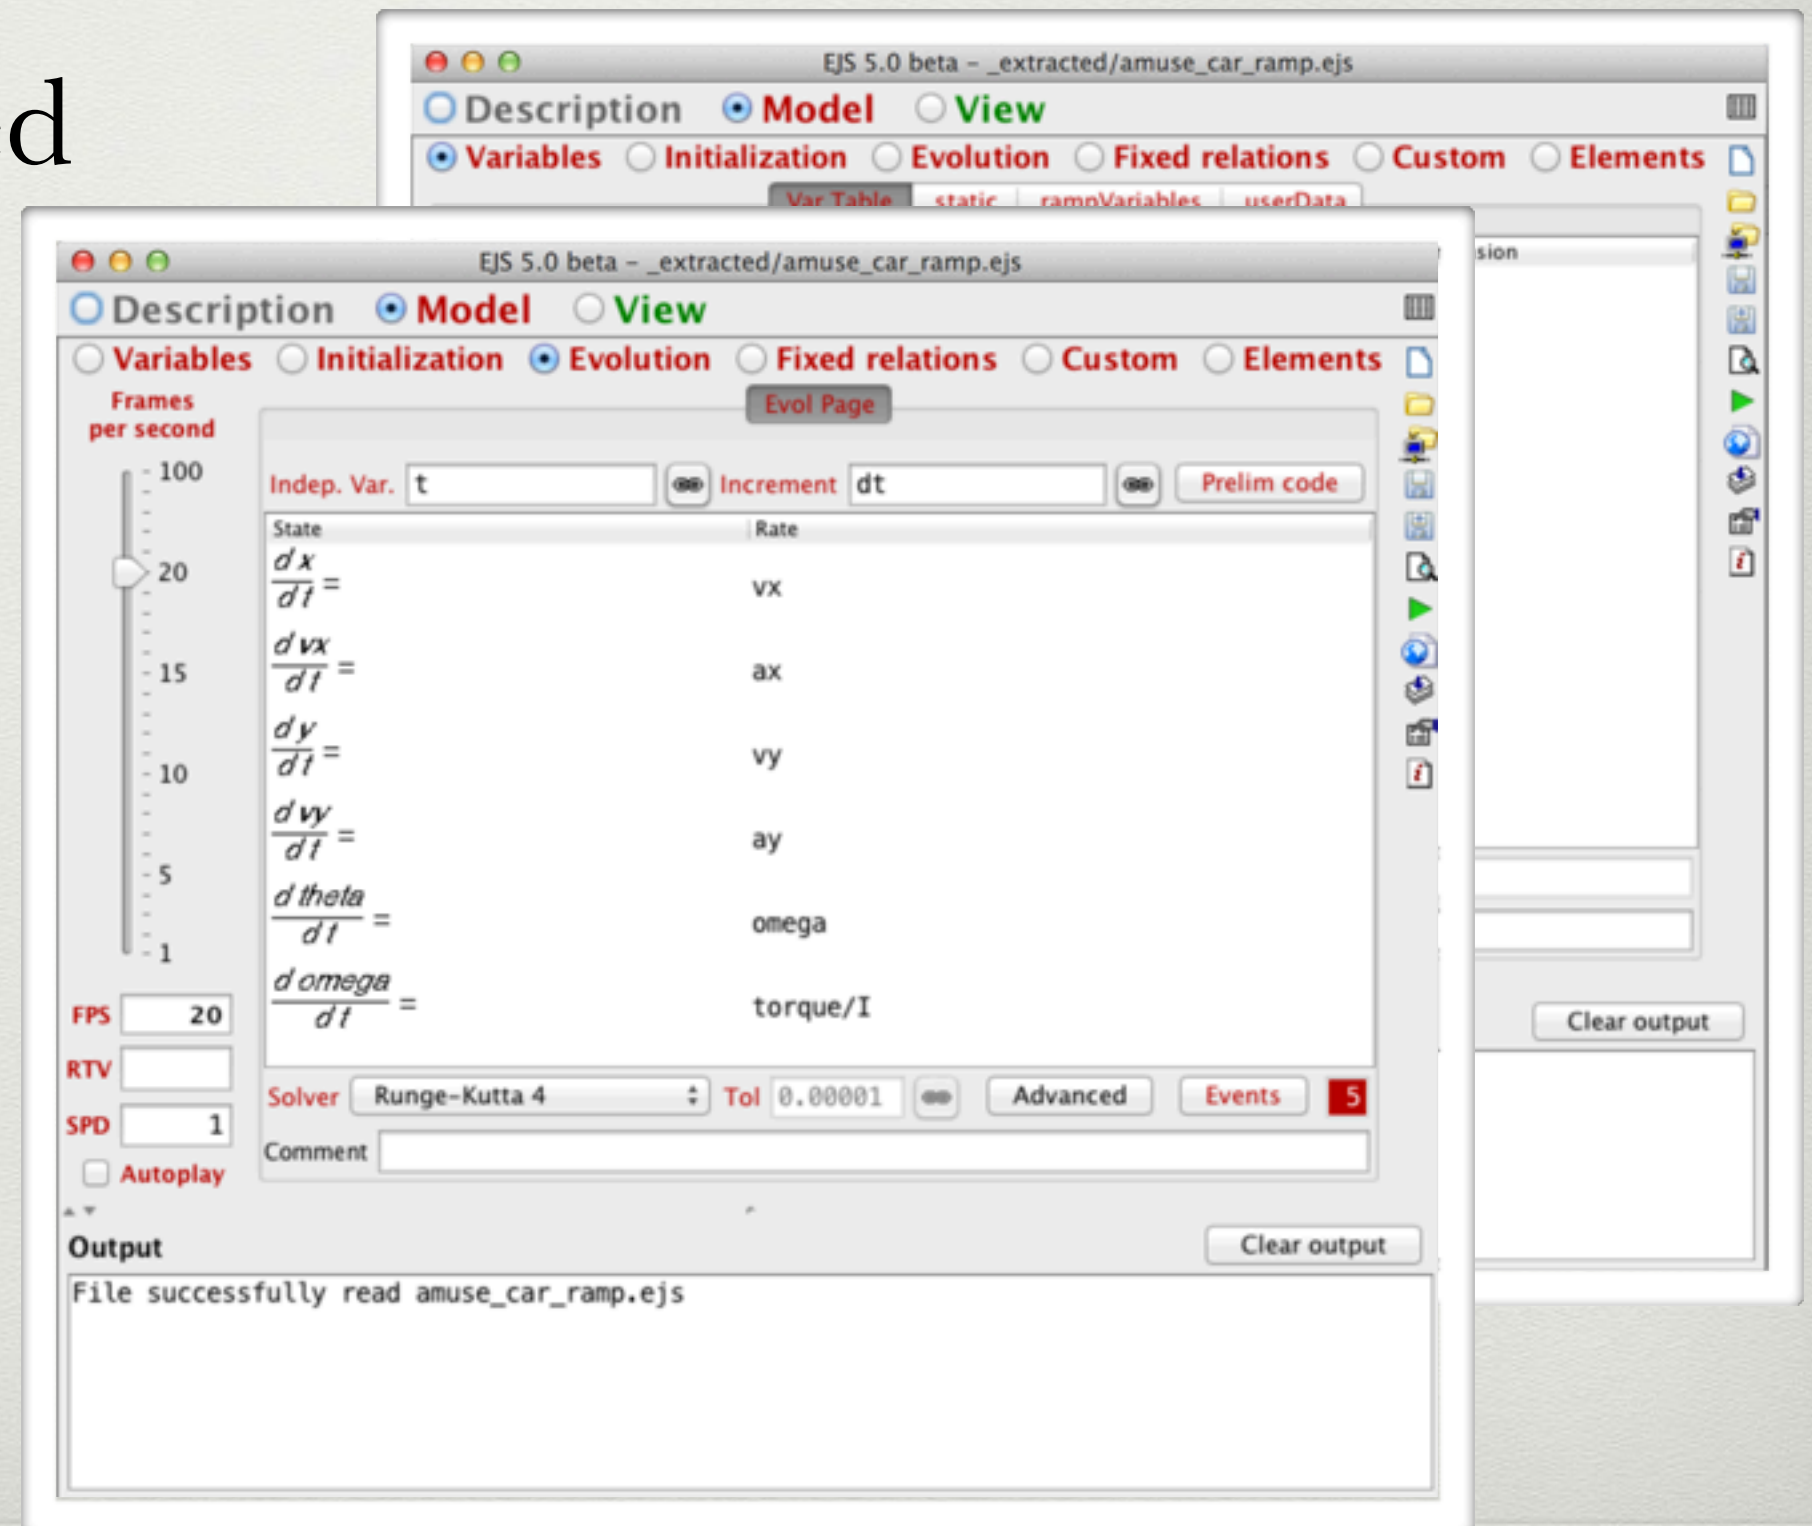 d
EJS 5.0 beta – _extracted/amuse_car_ramp.ejs
Description Model View
Variables Initialization Evolution Fixed relations Custom Elements
Var Table static rampVariables userData
sion
Clear output
EJS 5.0 beta – _extracted/amuse_car_ramp.ejs
Description Model View
Variables Initialization Evolution Fixed relations Custom Elements
Frames
per second
100
20
15
10
5
1
FPS 20
RTV
SPD 1
Autoplay
Evol Page
Indep. Var. t Increment dt Prelim code
State Rate
d x
d t = vx
d vx
d t = ax
d y
d t = vy
d vy
d t = ay
d theta
d t = omega
d omega
d t = torque/I
Solver Runge-Kutta 4 Tol 0.00001 Advanced Events 5
Comment
Output Clear output
File successfully read amuse_car_ramp.ejs